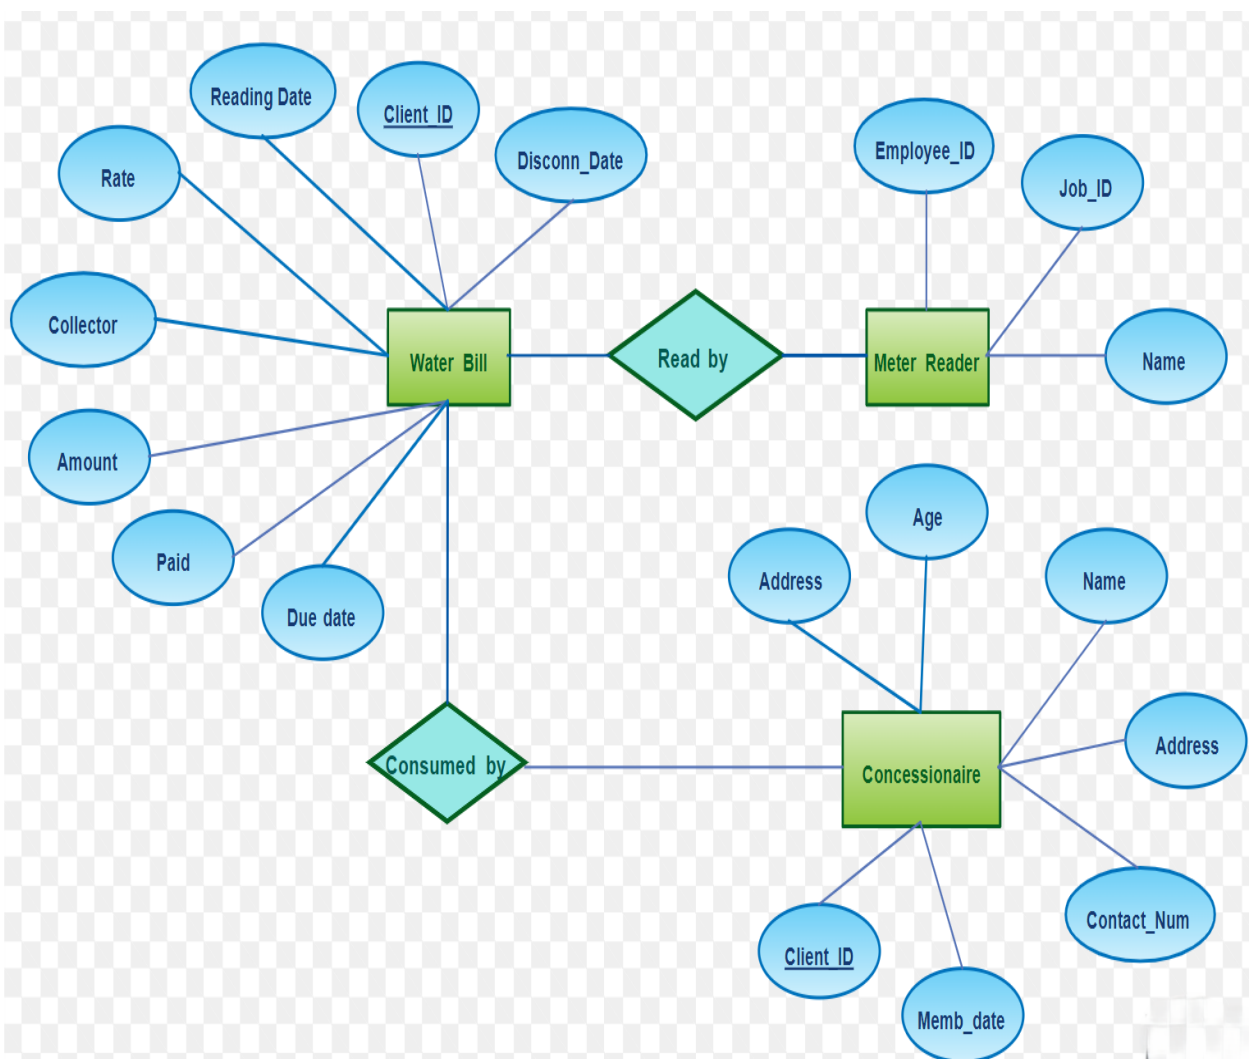 Reading Date
Client_ID
Disconn_Date
Rate
Employee_ID
Job_ID
Collector
Water Bill
Read by
Meter Reader
Name
Amount
Paid
Due date
Age
Address
Name
Address
Consumed by
Concessionaire
Contact_Num
Client_ID
Memb_date